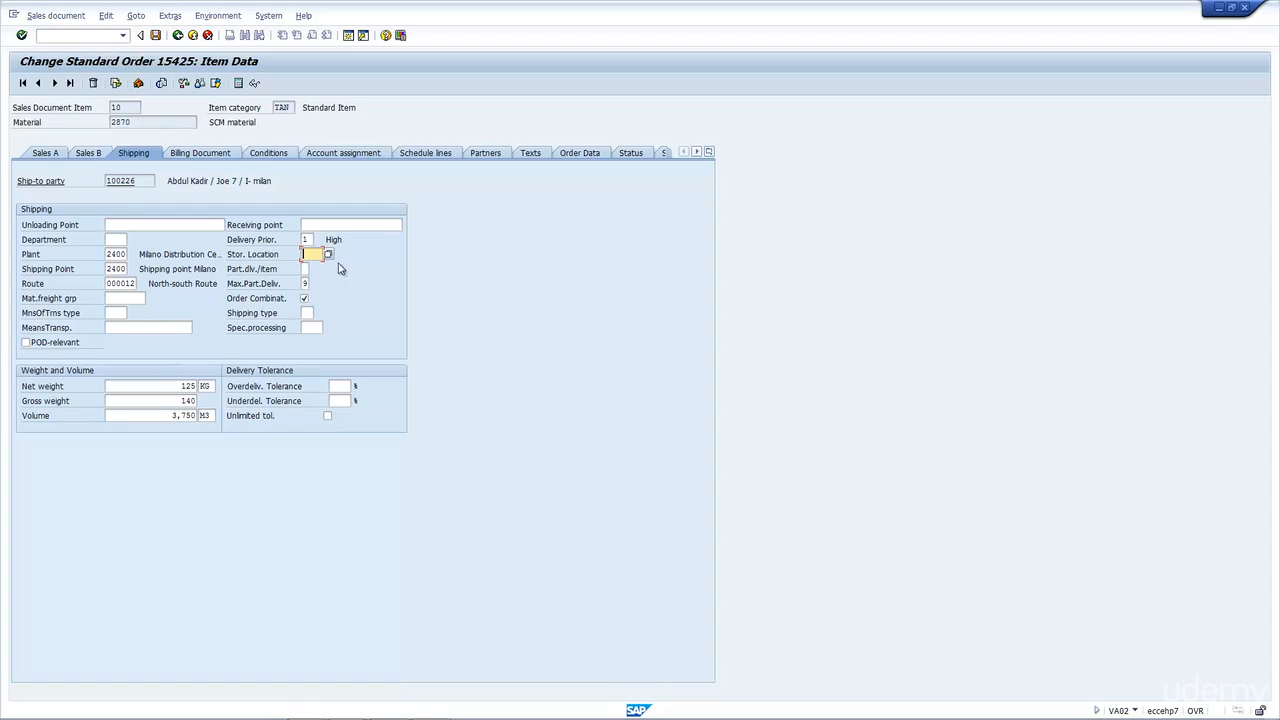 Sales document Edit Goto Extras Environment System Help
Change Standard Order 15425: Item Data
Sales Document Item 10 Item category TAN Standard Item
Material 2870 SCM material
Sales A Sales B Shipping Billing Document Conditions Account assignment Schedule lines Partners Texts Order Data Status S
Ship-to party 100226 Abdul Kadir / Joe 7 / I- milan
Shipping
Unloading Point Receiving point
Department Delivery Prior. 1 High
Plant 2400 Milano Distribution Ce... Stor. Location
Shipping Point 2400 Shipping point Milano Part.dlv./item
Route 000012 North-south Route Max.Part.Deliv. 9
Mat.freight grp Order Combinat.
MnsOfTrns type Shipping type
MeansTransp. Spec.processing
POD-relevant
Weight and Volume Delivery Tolerance
Net weight 125 KG Overdeliv. Tolerance %
Gross weight 140 Underdel. Tolerance %
Volume 3,750 M3 Unlimited tol.
udemy
SAP VA02 eccehp7 OVR